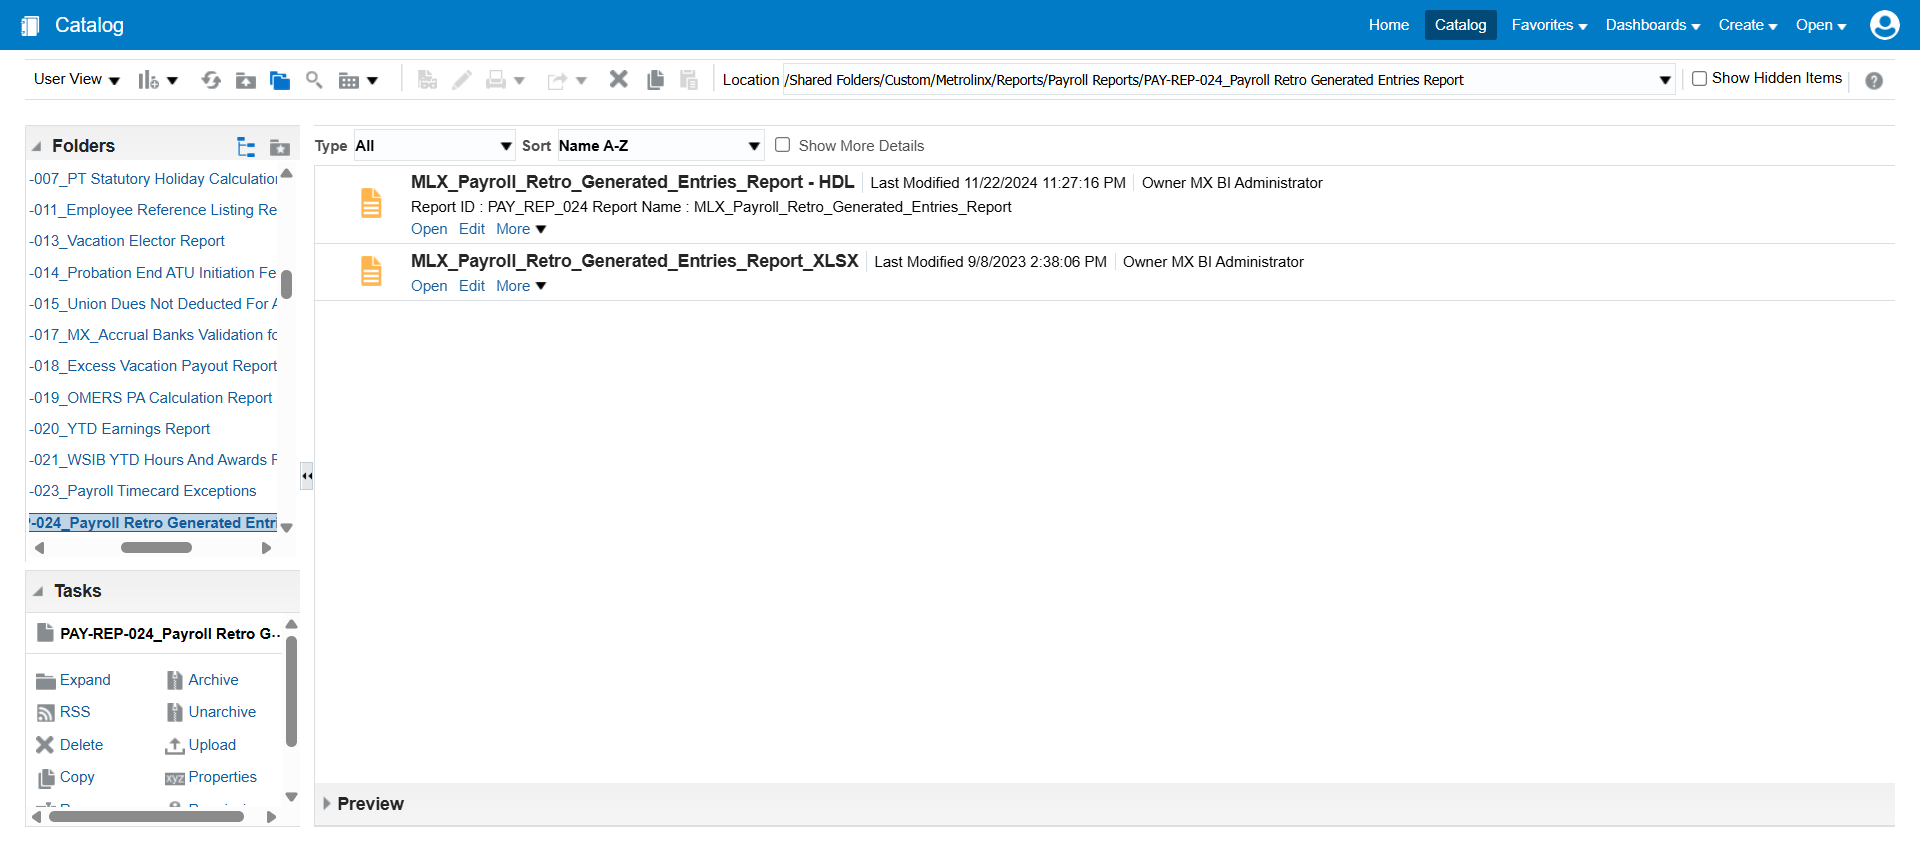 Catalog
Home Catalog Favorites Dashboards Create Open
User View
Location /Shared Folders/Custom/Metrolinx/Reports/Payroll Reports/PAY-REP-024_Payroll Retro Generated Entries Report
Show Hidden Items
Folders
-007_PT Statutory Holiday Calculation
-011_Employee Reference Listing Re
-013_Vacation Elector Report
-014_Probation End ATU Initiation Fe
-015_Union Dues Not Deducted For A
-017_MX_Accrual Banks Validation fo
-018_Excess Vacation Payout Report
-019_OMERS PA Calculation Report
-020_YTD Earnings Report
-021_WSIB YTD Hours And Awards R
-023_Payroll Timecard Exceptions
-024_Payroll Retro Generated Entri
Tasks
PAY-REP-024_Payroll Retro G..
Expand Archive
RSS Unarchive
Delete Upload
Copy xyz Properties
Type All Sort Name A-Z Show More Details
MLX_Payroll_Retro_Generated_Entries_Report - HDL Last Modified 11/22/2024 11:27:16 PM Owner MX BI Administrator
Report ID : PAY_REP_024 Report Name : MLX_Payroll_Retro_Generated_Entries_Report
Open Edit More
MLX_Payroll_Retro_Generated_Entries_Report_XLSX Last Modified 9/8/2023 2:38:06 PM Owner MX BI Administrator
Open Edit More
Preview